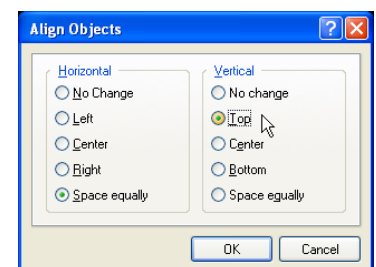 Align Objects
Horizontal
No Change
Left
Center
Right
Space equally
Vertical
No change
Top
Center
Bottom
Space equally
OK
Cancel